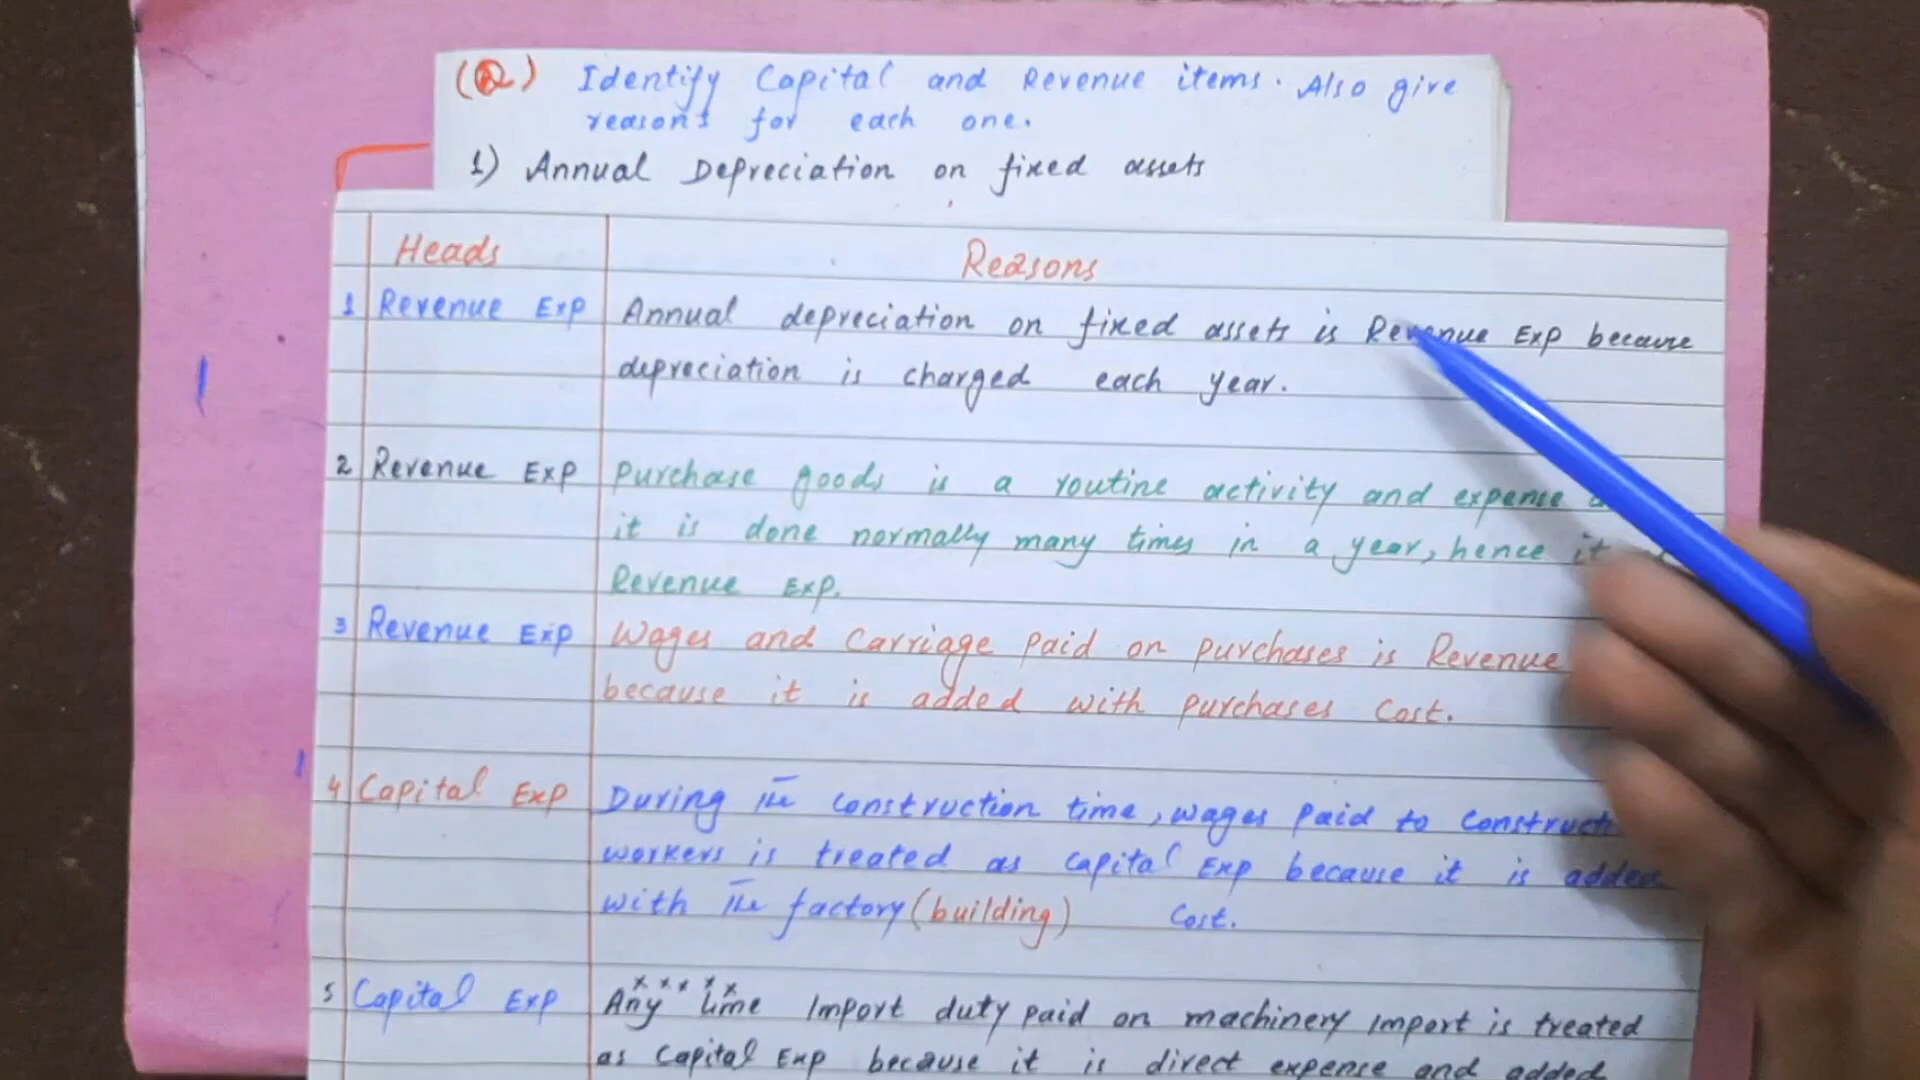 (Q) Identify Capital and Revenue items. Also give
reasons for each one.
1) Annual Depreciation on fixed assets
Heads Reasons
1 Revenue Exp Annual depreciation on fixed assets is Revenue Exp because
depreciation is charged each year.
2 Revenue Exp Purchase goods is a routine activity and expense
it is done normally many times in a year, hence it
Revenue Exp.
3 Revenue Exp Wages and Carriage paid on purchases is Revenue
because it is added with purchases Cost.
4 Capital Exp During the construction time, wages paid to
workers is treated as capital Exp because it is added
with the factory (building) Cost.
5 Capital Exp Any time Import duty paid on machinery import is treated
as Capital Exp because it is direct expense and added